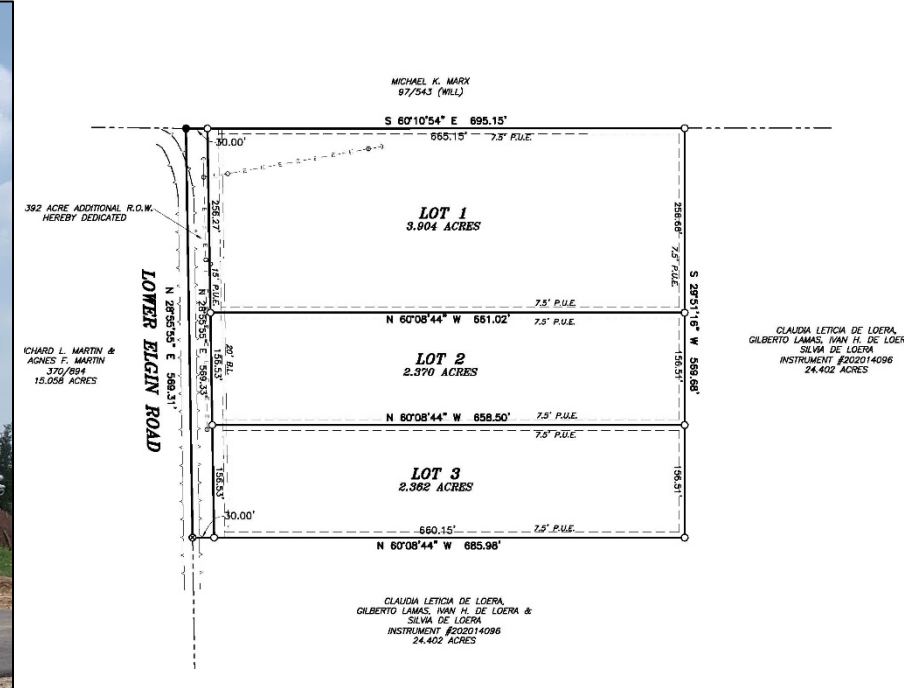 MICHAEL K. MARX
97/543 (WILL)
S 60°10'54" E 695.15'
30.00'
665.15'
7.5' P.U.E.
392 ACRE ADDITIONAL R.O.W.
HEREBY DEDICATED
256.27'
LOT 1
3.904 ACRES
258.68'
7.5' P.U.E.
15' P.U.E.
7.5' P.U.E.
N 60°08'44" W 661.02'
7.5' P.U.E.
LOWER ELGIN ROAD
N 28°55'55" E 569.31'
N 28°55'55" E 569.33'
S 29°51'16" W 569.68'
ICHARD L. MARTIN &
AGNES F. MARTIN
370/894
15.058 ACRES
20' B.L.
156.53'
LOT 2
2.370 ACRES
156.51'
CLAUDIA LETICIA DE LOERA,
GILBERTO LAMAS, IVAN H. DE LOER
SILVIA DE LOERA
INSTRUMENT #202014096
24.402 ACRES
N 60°08'44" W 658.50'
7.5' P.U.E.
7.5' P.U.E.
156.53'
LOT 3
2.362 ACRES
156.51'
30.00'
660.15'
7.5' P.U.E.
N 60°08'44" W 685.98'
CLAUDIA LETICIA DE LOERA,
GILBERTO LAMAS, IVAN H. DE LOERA &
SILVIA DE LOERA
INSTRUMENT #202014096
24.402 ACRES